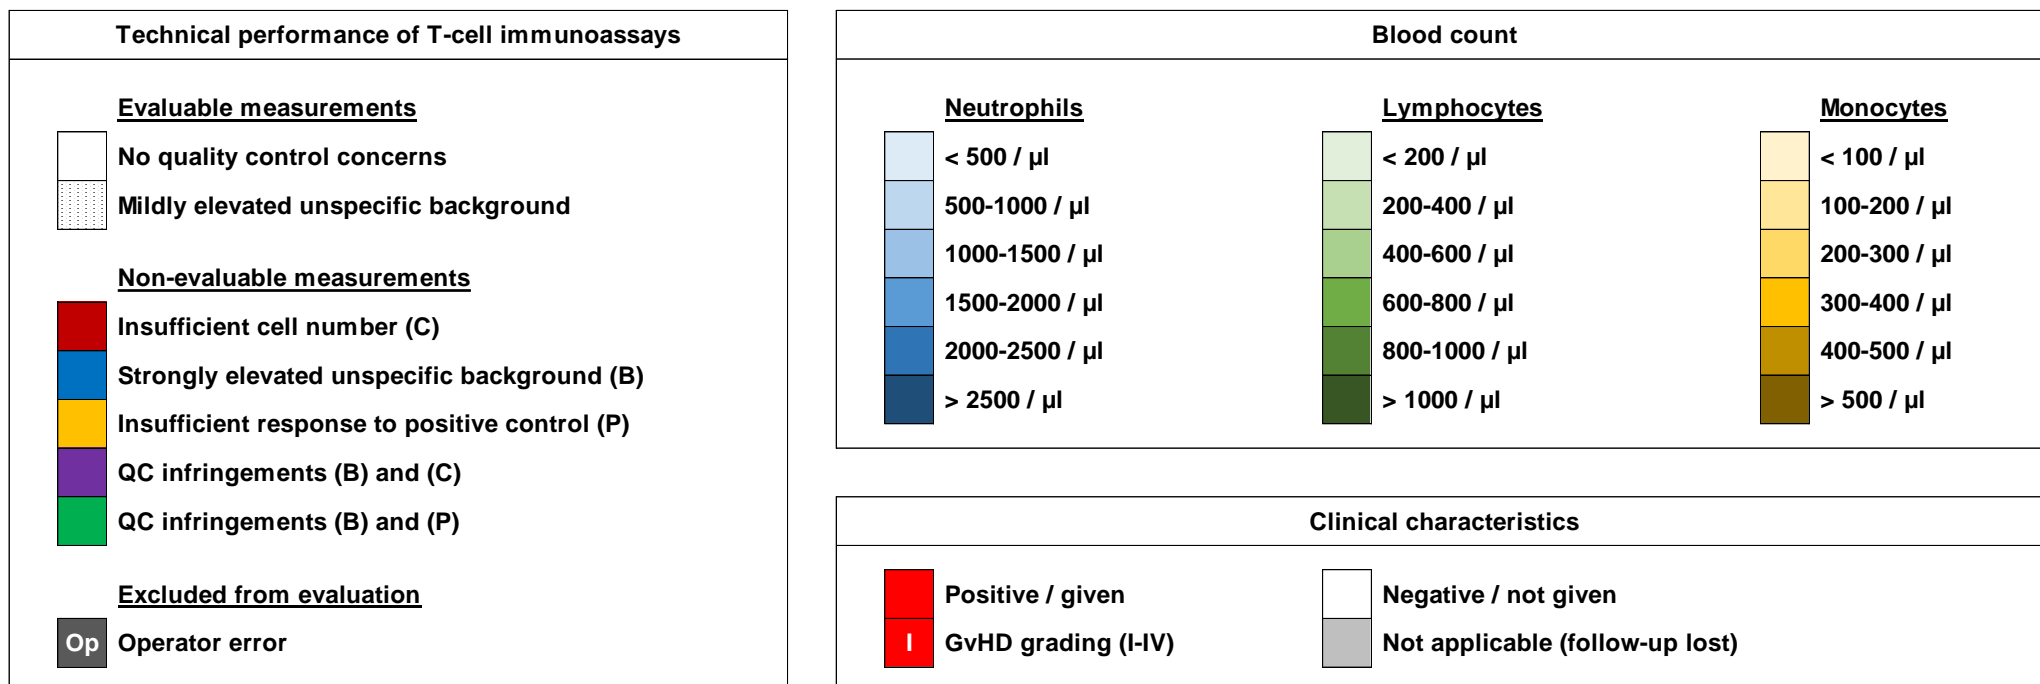 Technical performance of T-cell immunoassays
Evaluable measurements
No quality control concerns
Mildly elevated unspecific background
Non-evaluable measurements
Insufficient cell number (C)
Strongly elevated unspecific background (B)
Insufficient response to positive control (P)
QC infringements (B) and (C)
QC infringements (B) and (P)
Excluded from evaluation
Op Operator error
Blood count
Neutrophils
< 500 / µl
500-1000 / µl
1000-1500 / µl
1500-2000 / µl
2000-2500 / µl
> 2500 / µl
Lymphocytes
< 200 / µl
200-400 / µl
400-600 / µl
600-800 / µl
800-1000 / µl
> 1000 / µl
Monocytes
< 100 / µl
100-200 / µl
200-300 / µl
300-400 / µl
400-500 / µl
> 500 / µl
Clinical characteristics
Positive / given
I GvHD grading (I-IV)
Negative / not given
Not applicable (follow-up lost)